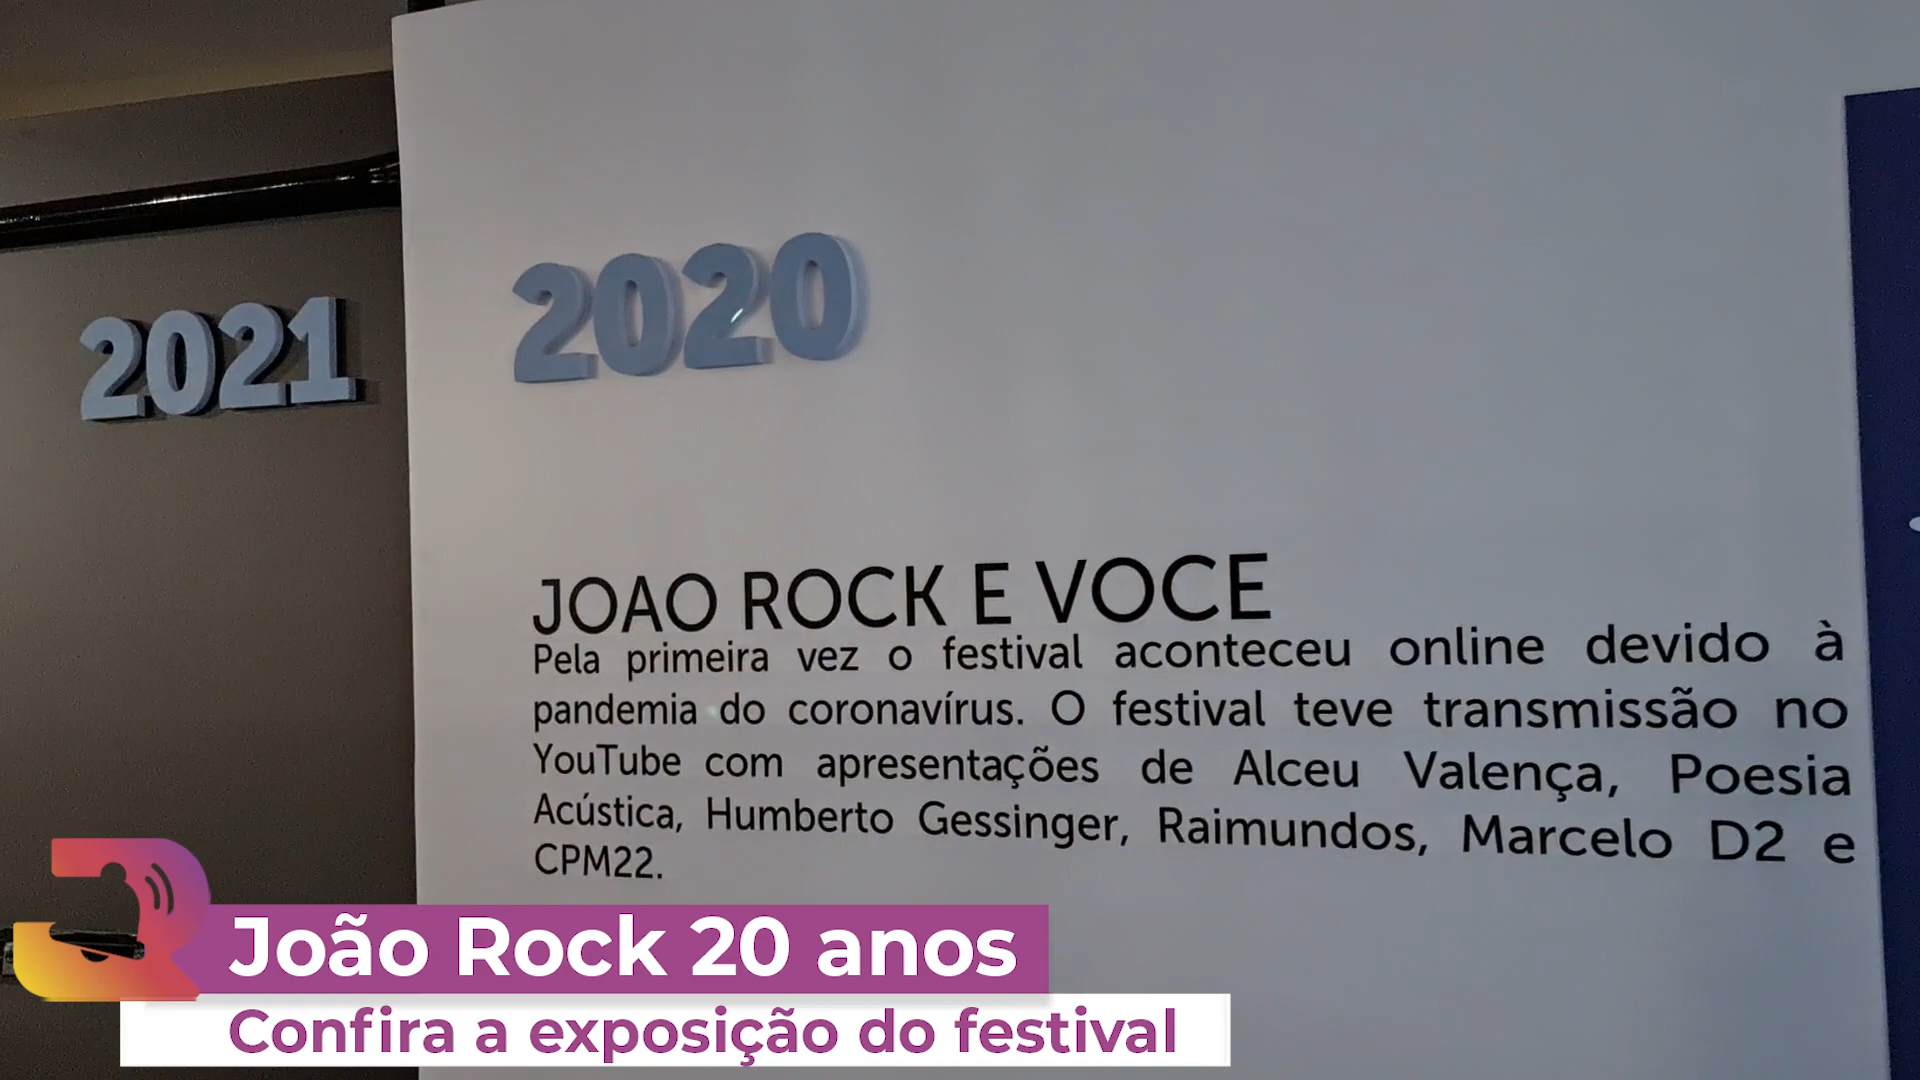 2021
2020
JOAO ROCK E VOCE
Pela primeira vez o festival aconteceu online devido à
pandemia do coronavírus. O festival teve transmissão no
YouTube com apresentações de Alceu Valença, Poesia
Acústica, Humberto Gessinger, Raimundos, Marcelo D2 e
CPM22.
João Rock 20 anos
Confira a exposição do festival